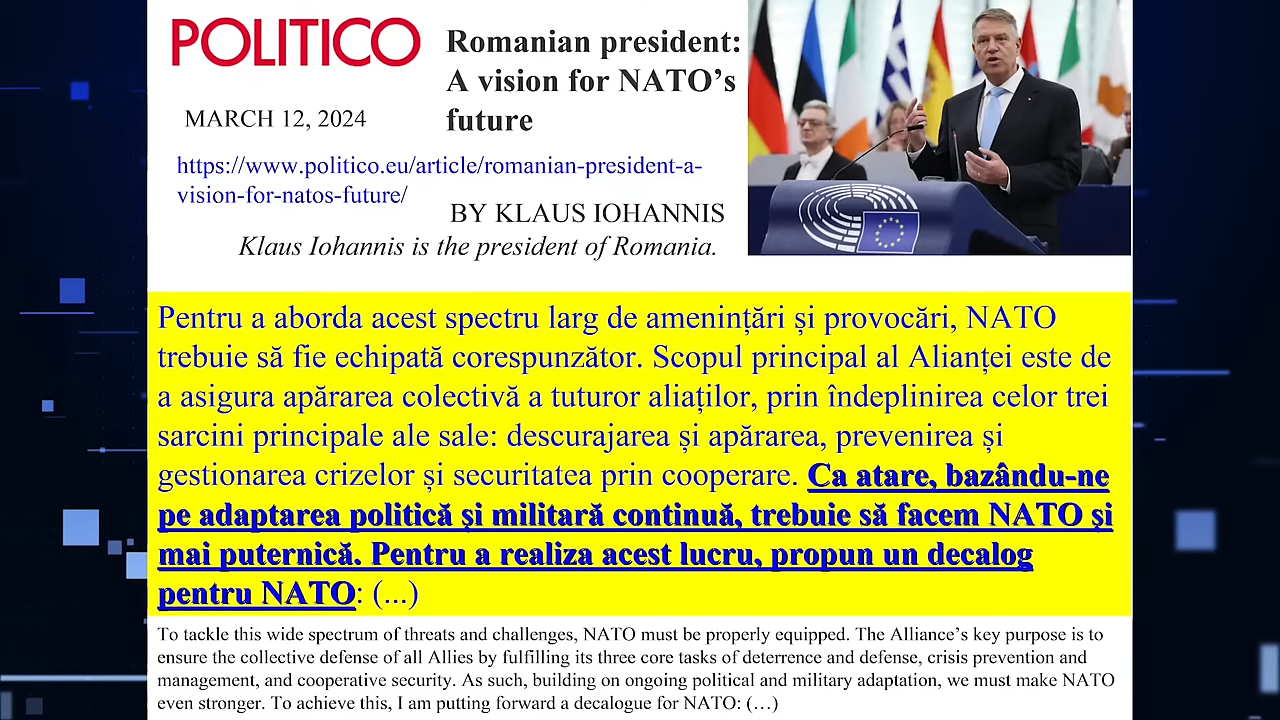 POLITICO
Romanian president:
A vision for NATO’s
future
MARCH 12, 2024
https://www.politico.eu/article/romanian-president-a-
vision-for-natos-future/
BY KLAUS IOHANNIS
Klaus Iohannis is the president of Romania.
Pentru a aborda acest spectru larg de amenințări și provocări, NATO
trebuie să fie echipată corespunzător. Scopul principal al Alianței este de
a asigura apărarea colectivă a tuturor aliaților, prin îndeplinirea celor trei
sarcini principale ale sale: descurajarea și apărarea, prevenirea și
gestionarea crizelor și securitatea prin cooperare. Ca atare, bazându-ne
pe adaptarea politică și militară continuă, trebuie să facem NATO și
mai puternică. Pentru a realiza acest lucru, propun un decalog
pentru NATO: (...)
To tackle this wide spectrum of threats and challenges, NATO must be properly equipped. The Alliance’s key purpose is to
ensure the collective defense of all Allies by fulfilling its three core tasks of deterrence and defense, crisis prevention and
management, and cooperative security. As such, building on ongoing political and military adaptation, we must make NATO
even stronger. To achieve this, I am putting forward a decalogue for NATO: (…)